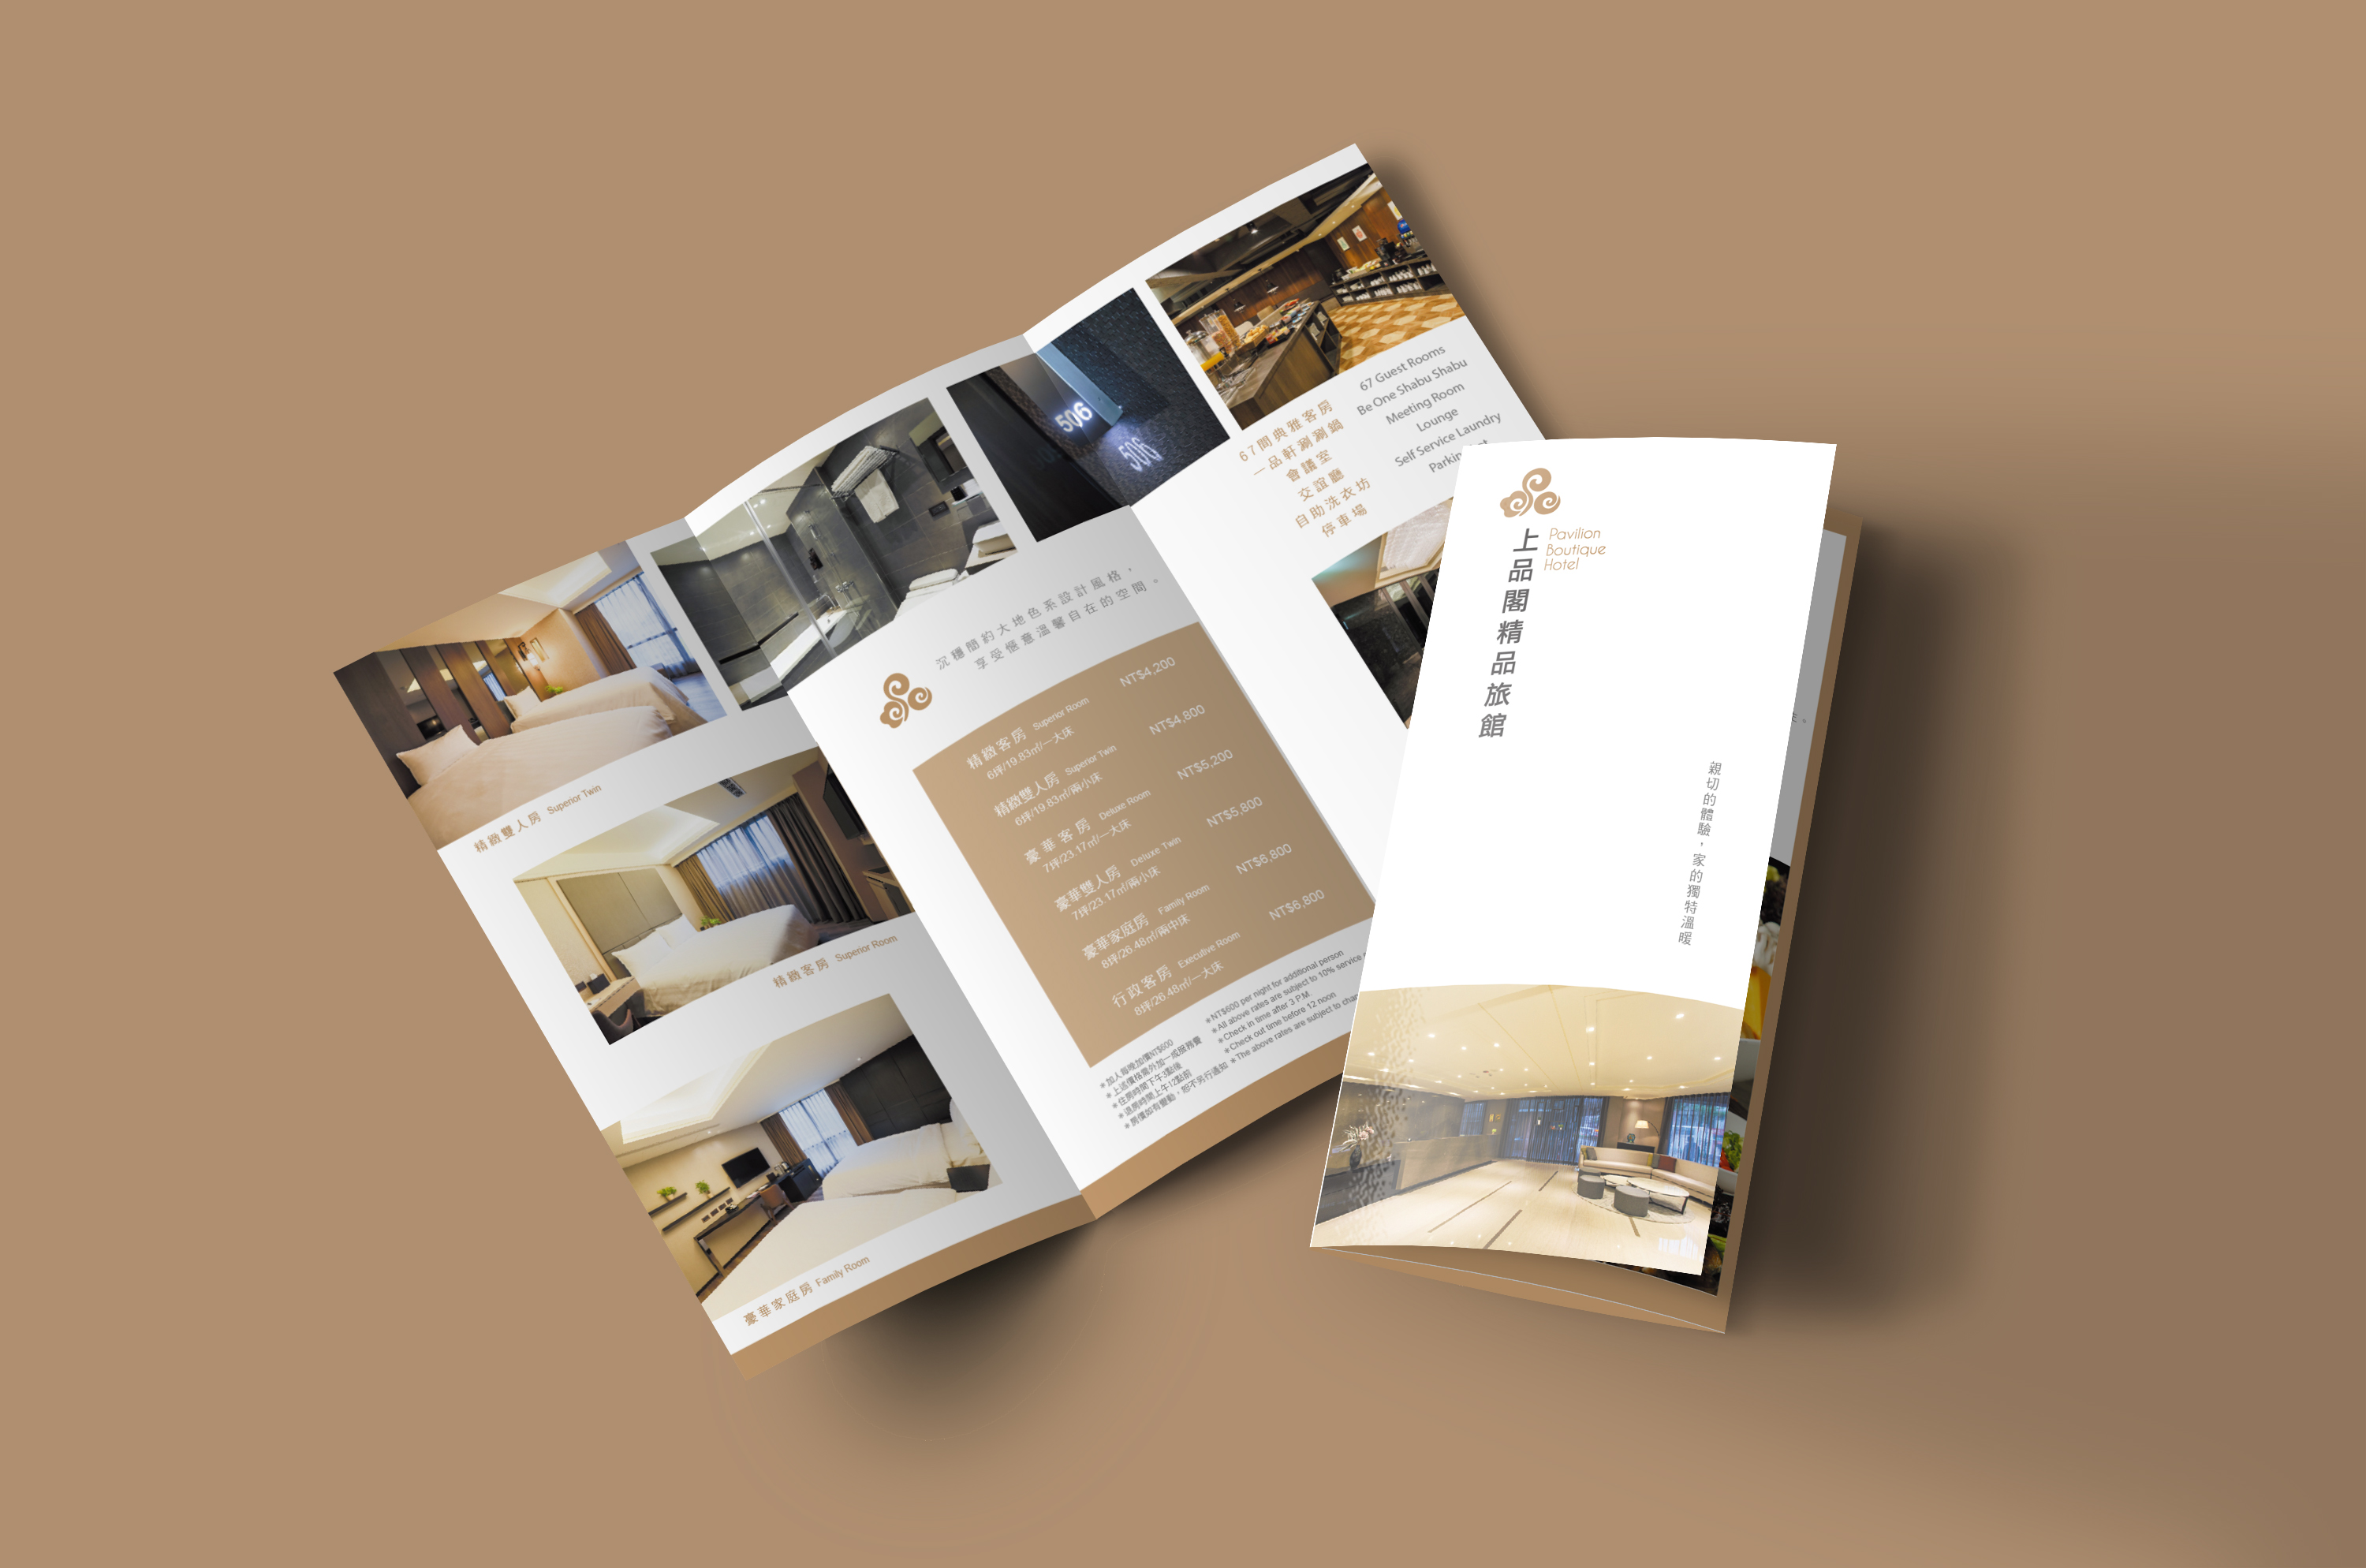 506
506
67 Guest Rooms
Be One Shabu Shabu
Meeting Room
Lounge
Self Service Laundry
67間典雅客房
一品軒涮涮鍋
會議室
交誼廳
自助洗衣坊
停車場
精緻雙人房 Superior Twin
精緻客房 Superior Room
豪華家庭房 Family Room
沉穩簡約大地色系設計風格，
享受愜意溫馨自在的空間。
精緻客房 Superior Room NT$4,200
6坪/19.83㎡/一大床
精緻雙人房 Superior Twin NT$4,800
6坪/19.83㎡/兩小床
豪華客房 Deluxe Room NT$5,200
7坪/23.17㎡/一大床
豪華雙人房 Deluxe Twin NT$5,800
7坪/23.17㎡/兩小床
豪華家庭房 Family Room NT$6,800
8坪/26.48㎡/兩中床
行政客房 Executive Room NT$6,800
8坪/26.48㎡/一大床
※加人每晚加價NT$600
※上述價格需外加一成服務費
※住房時間下午3點後
※退房時間上午12點前
※房價如有變動，恕不另行通知
※NT$600 per night for additional person
※All above rates are subject to 10% service
※Check in time after 3 P.M.
※Check out time before 12 noon
※The above rates are subject to
上品閣精品旅館
Pavilion
Boutique
Hotel
親切的體驗，家的獨特溫暖